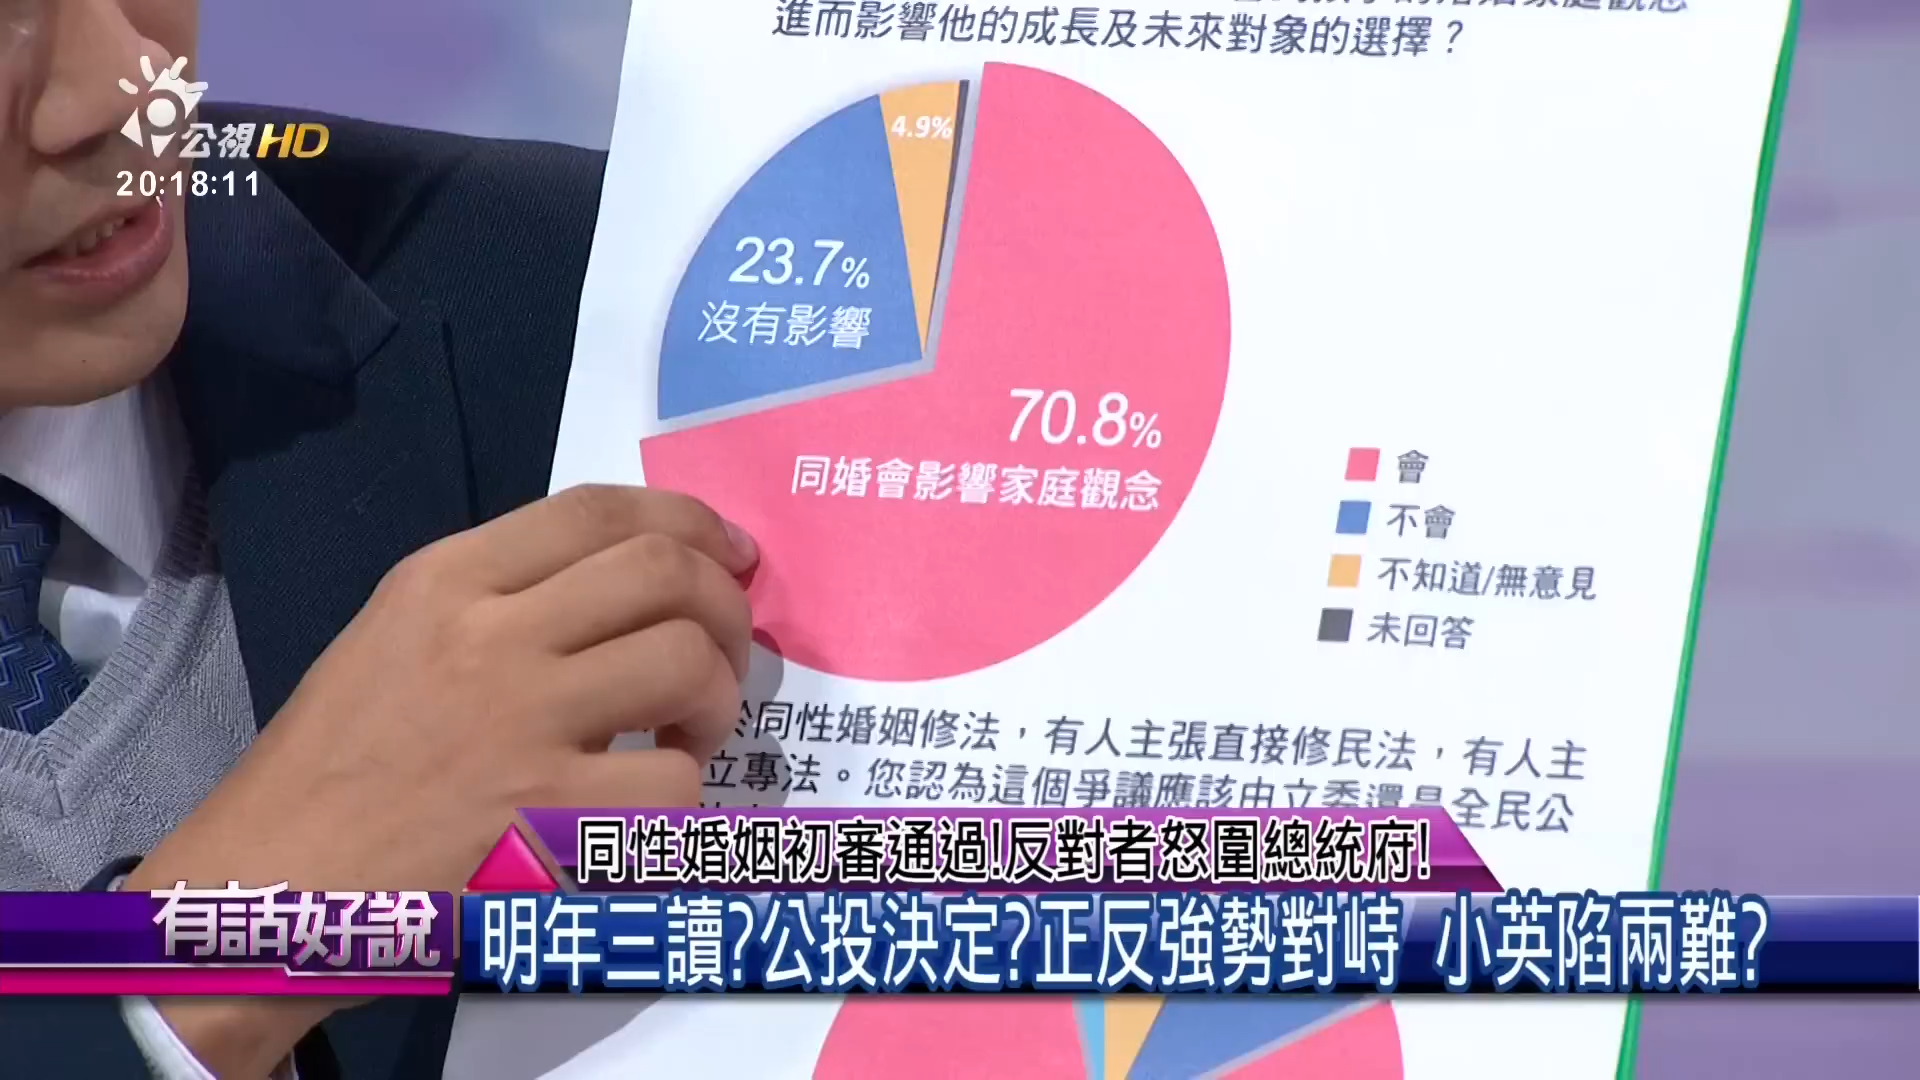 進而影響他的成長及未來對象的選擇？
公視HD
20:18:11
4.9%
23.7%
沒有影響
70.8%
同婚會影響家庭觀念
會
不會
不知道/無意見
未回答
於同性婚姻修法，有人主張直接修民法，有人主
立專法。您認為這個爭議應該由立委還是全民公
同性婚姻初審通過!反對者怒圍總統府!
有話好說
明年三讀?公投決定?正反強勢對峙 小英陷兩難?